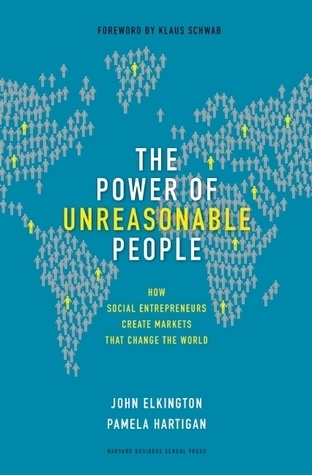 FOREWORD BY KLAUS SCHWAB
THE
POWER OF
UNREASONABLE
PEOPLE
HOW
SOCIAL ENTREPRENEURS
CREATE MARKETS
THAT CHANGE THE WORLD
JOHN ELKINGTON
PAMELA HARTIGAN
HARVARD BUSINESS SCHOOL PRESS